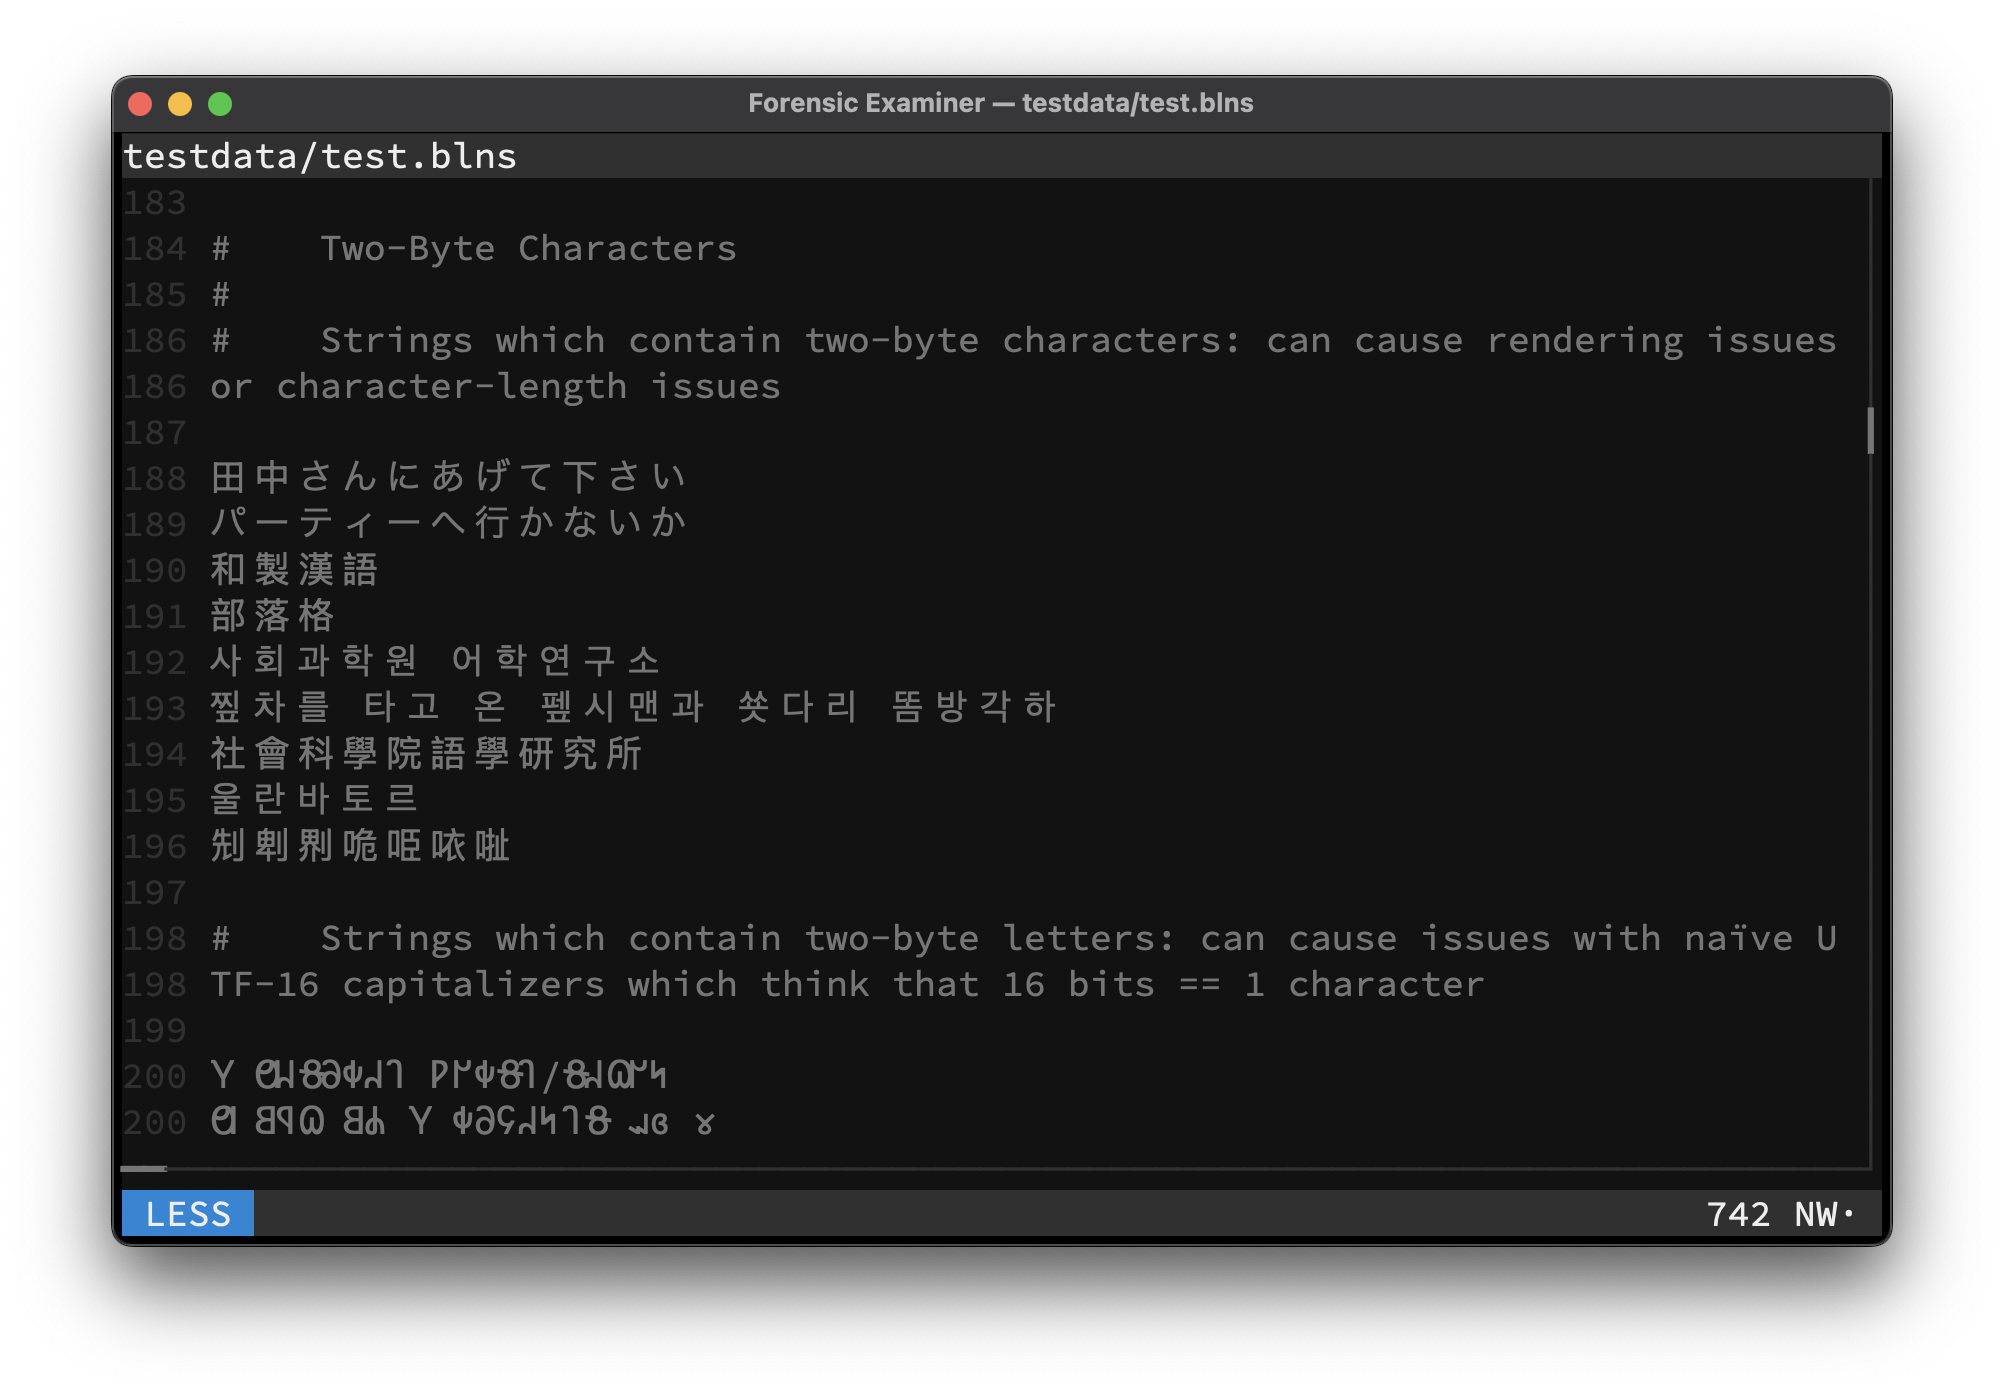 Forensic Examiner — testdata/test.blns
testdata/test.blns
183
184 #    Two-Byte Characters
185 #
186 #    Strings which contain two-byte characters: can cause rendering issues
186 or character-length issues
187
188 田中さんにあげて下さい
189 パーティーへ行かないか
190 和製漢語
191 部落格
192 사회과학원 어학연구소
193 찦차를 타고 온 펲시맨과 쑛다리 똠방각하
194 社會科學院語學研究所
195 울란바토르
196 𠜎𠜱𠝹𠱓𠱸𠲖𠳏
197
198 #    Strings which contain two-byte letters: can cause issues with naïve U
198 TF-16 capitalizers which think that 16 bits == 1 character
199
200 𐐜 𐐔𐐇𐐝𐐀𐐡𐐇𐐓 𐐙𐐊𐐡𐐝𐐓/𐐝𐐇𐐗𐐊𐐤
200 𐐔 𐐒𐐋𐐗 𐐒𐐌 𐐜 𐐡𐐀𐐖𐐇𐐤𐐓𐐝 𐐱𐑂 𐑄
LESS 742 NW·